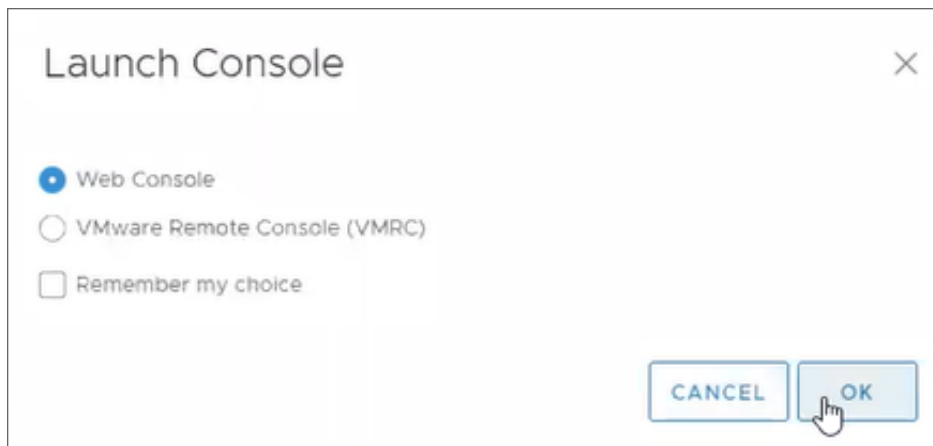 Launch Console
Web Console
VMware Remote Console (VMRC)
Remember my choice
CANCEL OK